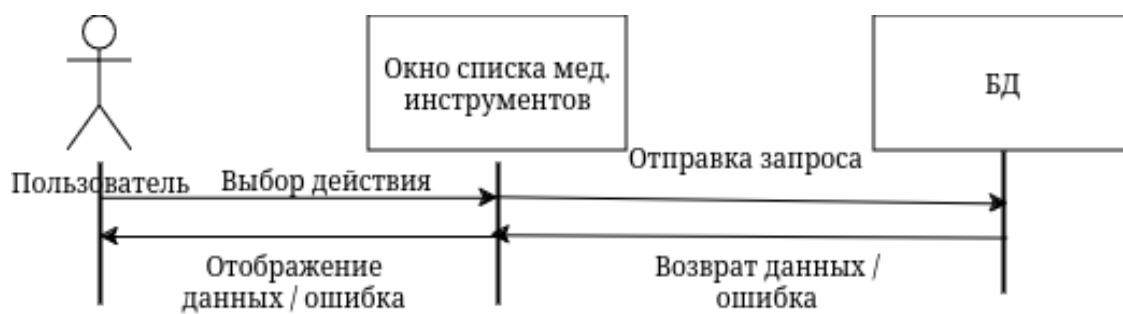 Окно списка мед.
инструментов
БД
Отправка запроса
Пользователь
Выбор действия
Отображение
данных / ошибка
Возврат данных /
ошибка